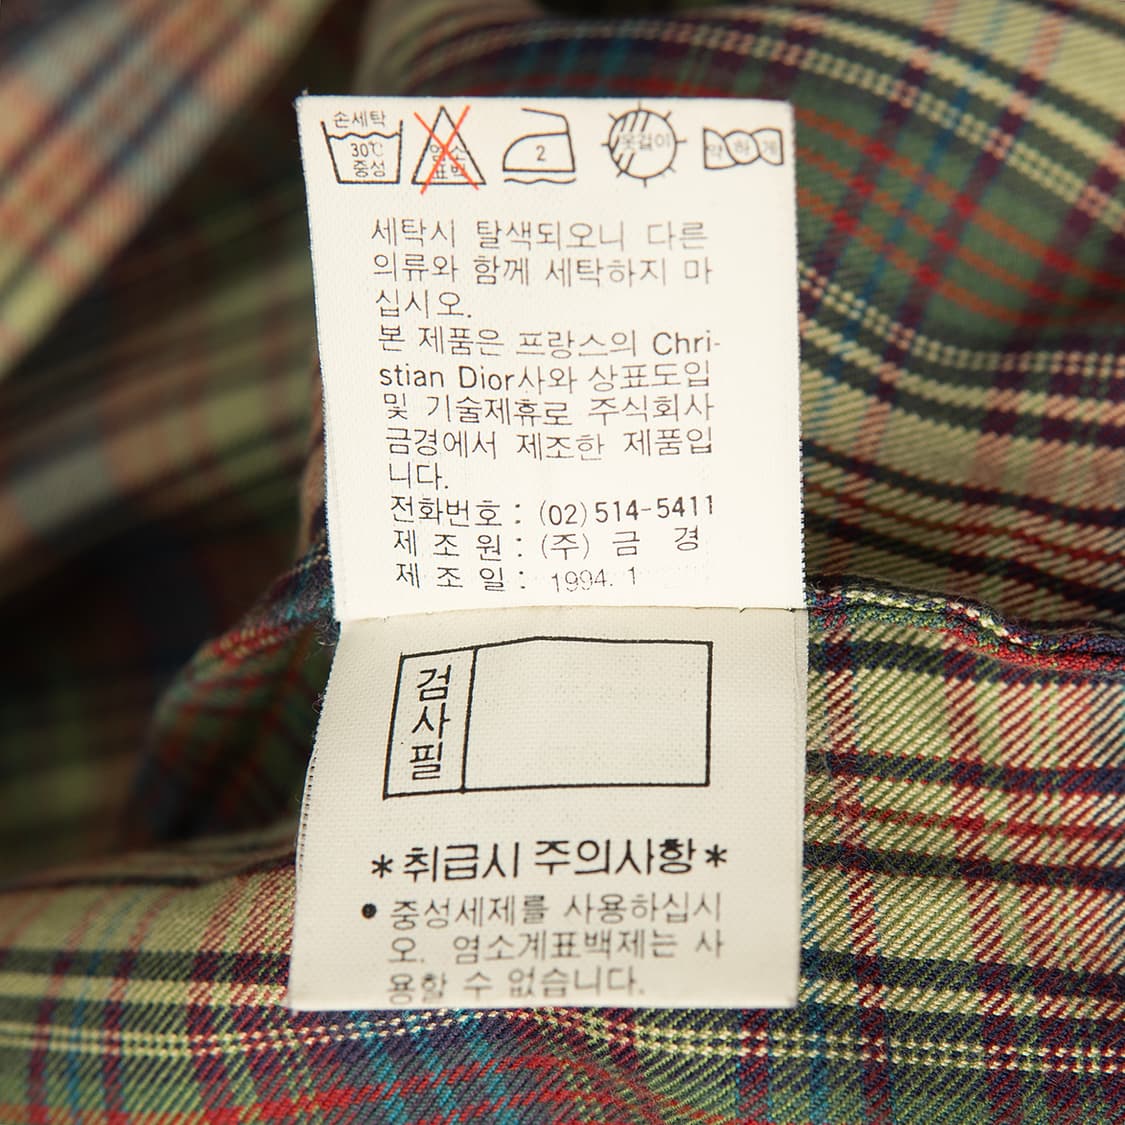 손세탁
30℃
중성
염소
표백
2
옷걸이
약하게
세탁시 탈색되오니 다른
의류와 함께 세탁하지 마
십시오.
본 제품은 프랑스의 Chri-
stian Dior사와 상표도입
및 기술제휴로 주식회사
금경에서 제조한 제품입
니다.
전화번호 : (02)514-5411
제 조 원 : (주) 금 경
제 조 일 : 1994. 1
검
사
필
*취급시 주의사항*
● 중성세제를 사용하십시
오. 염소계표백제는 사
용할 수 없습니다.